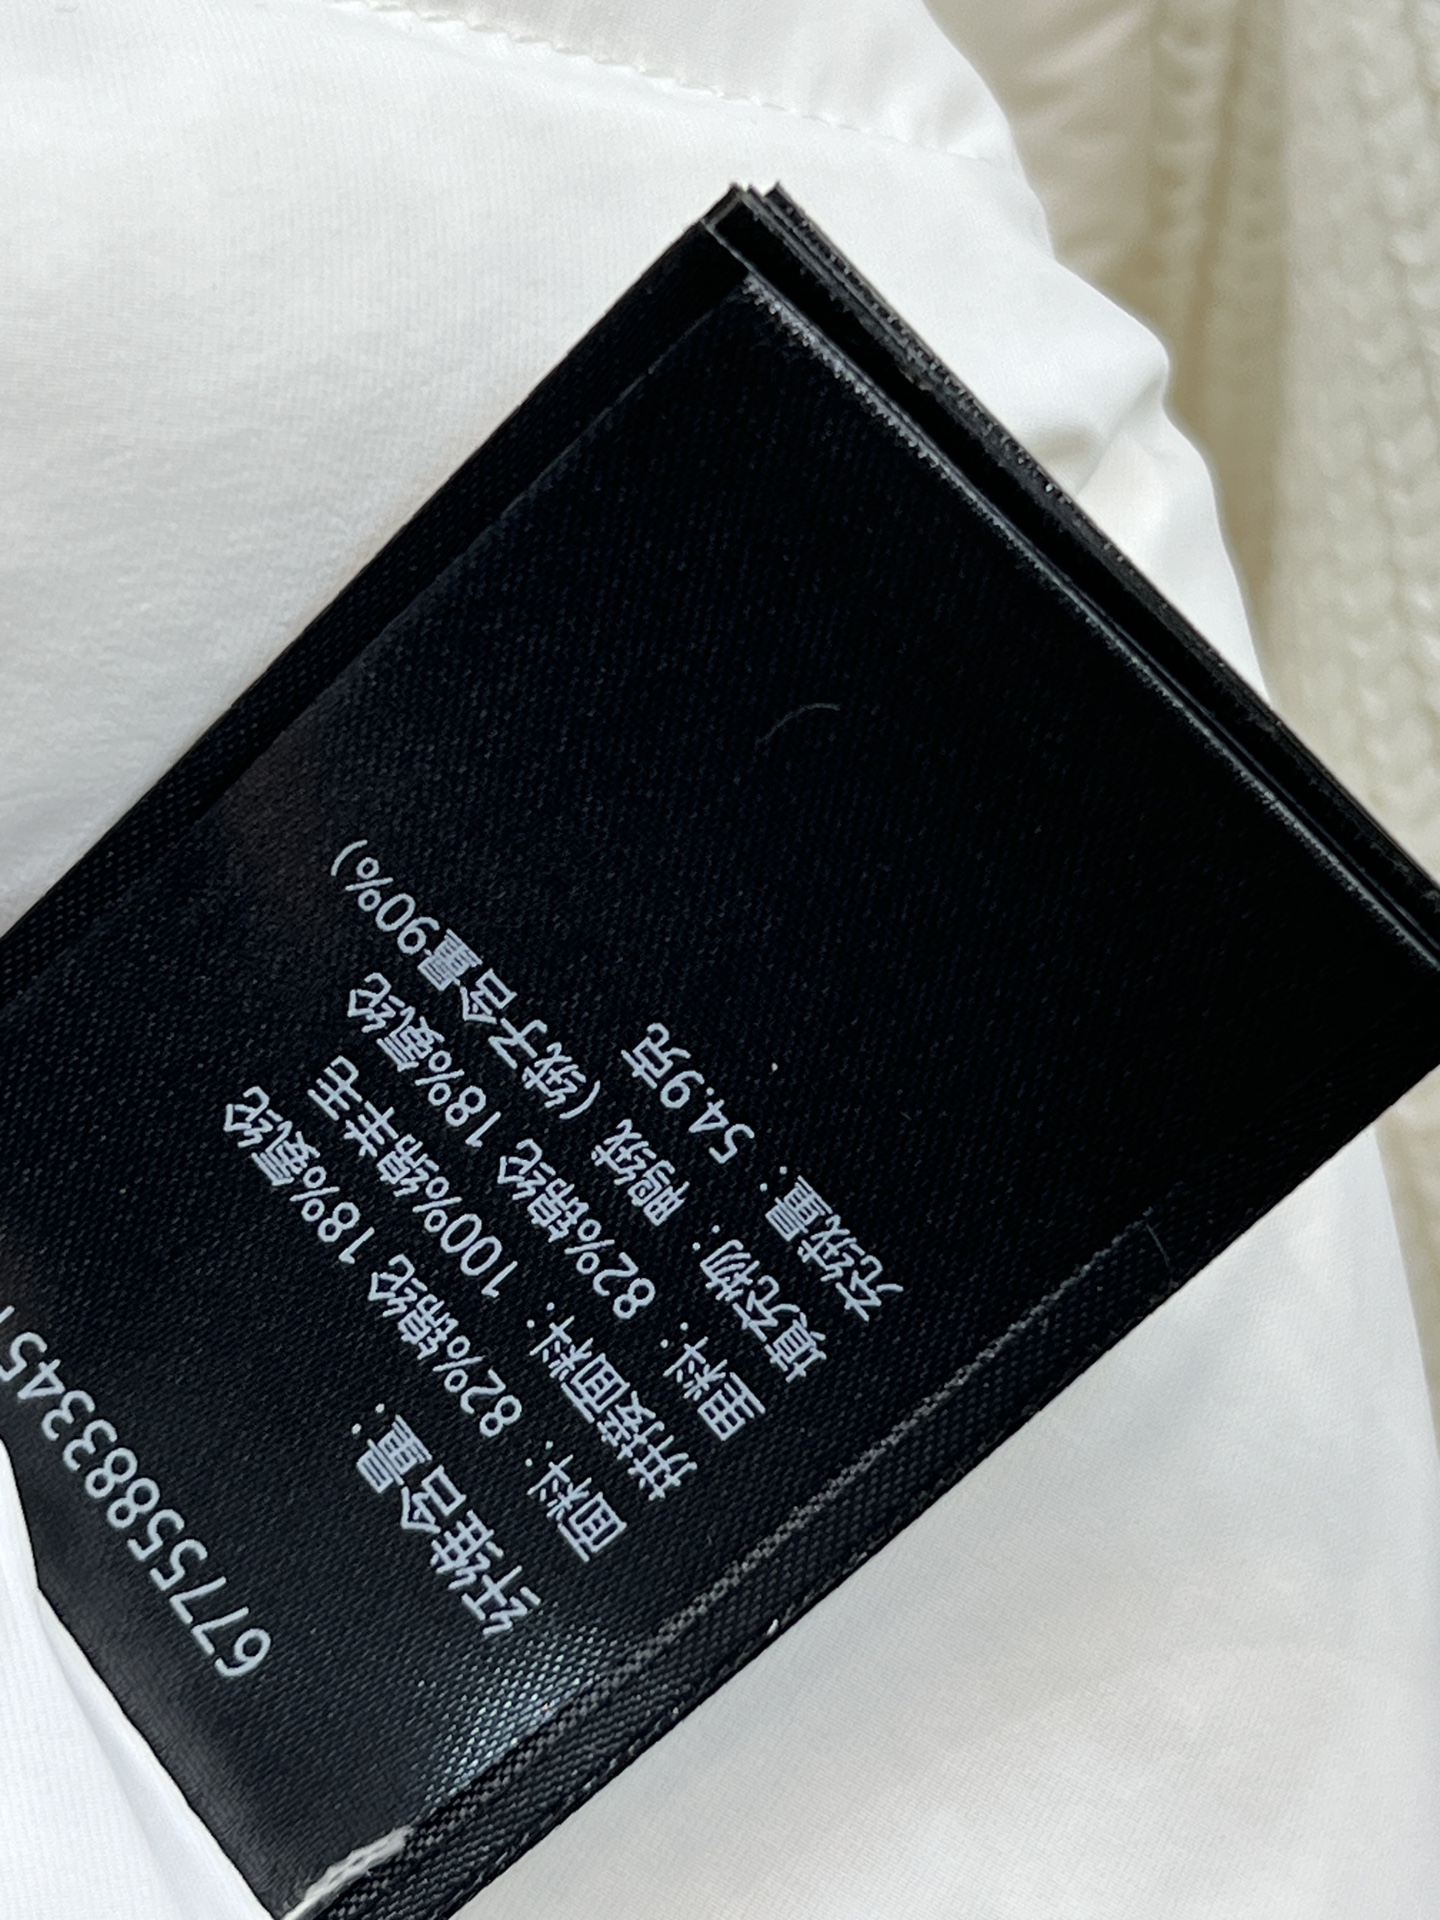 67755883345
纤维含量：
面料：82%锦纶 18%氨纶
拼接面料：100%绵羊毛
里料：82%锦纶 18%氨纶
填充物：鸭绒（绒子含量90%）
充绒量：54.9克